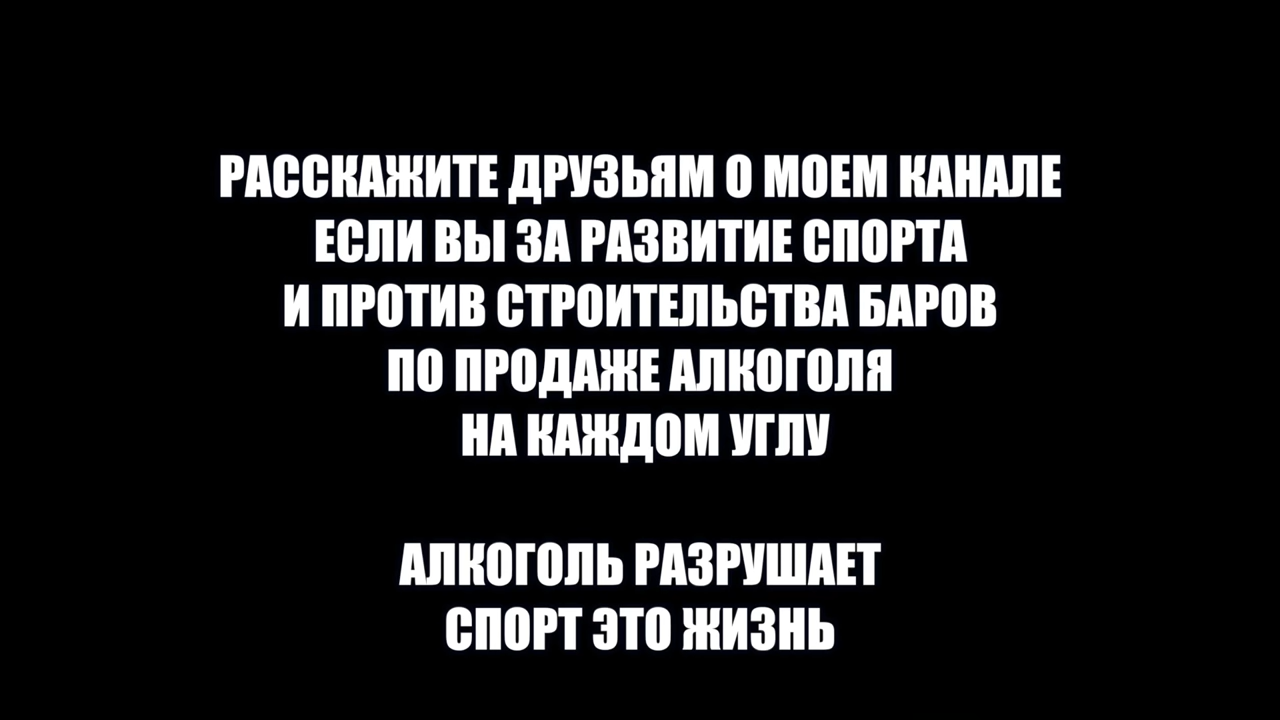 РАССКАЖИТЕ ДРУЗЬЯМ О МОЕМ КАНАЛЕ
ЕСЛИ ВЫ ЗА РАЗВИТИЕ СПОРТА
И ПРОТИВ СТРОИТЕЛЬСТВА БАРОВ
ПО ПРОДАЖЕ АЛКОГОЛЯ
НА КАЖДОМ УГЛУ
АЛКОГОЛЬ РАЗРУШАЕТ
СПОРТ ЭТО ЖИЗНЬ